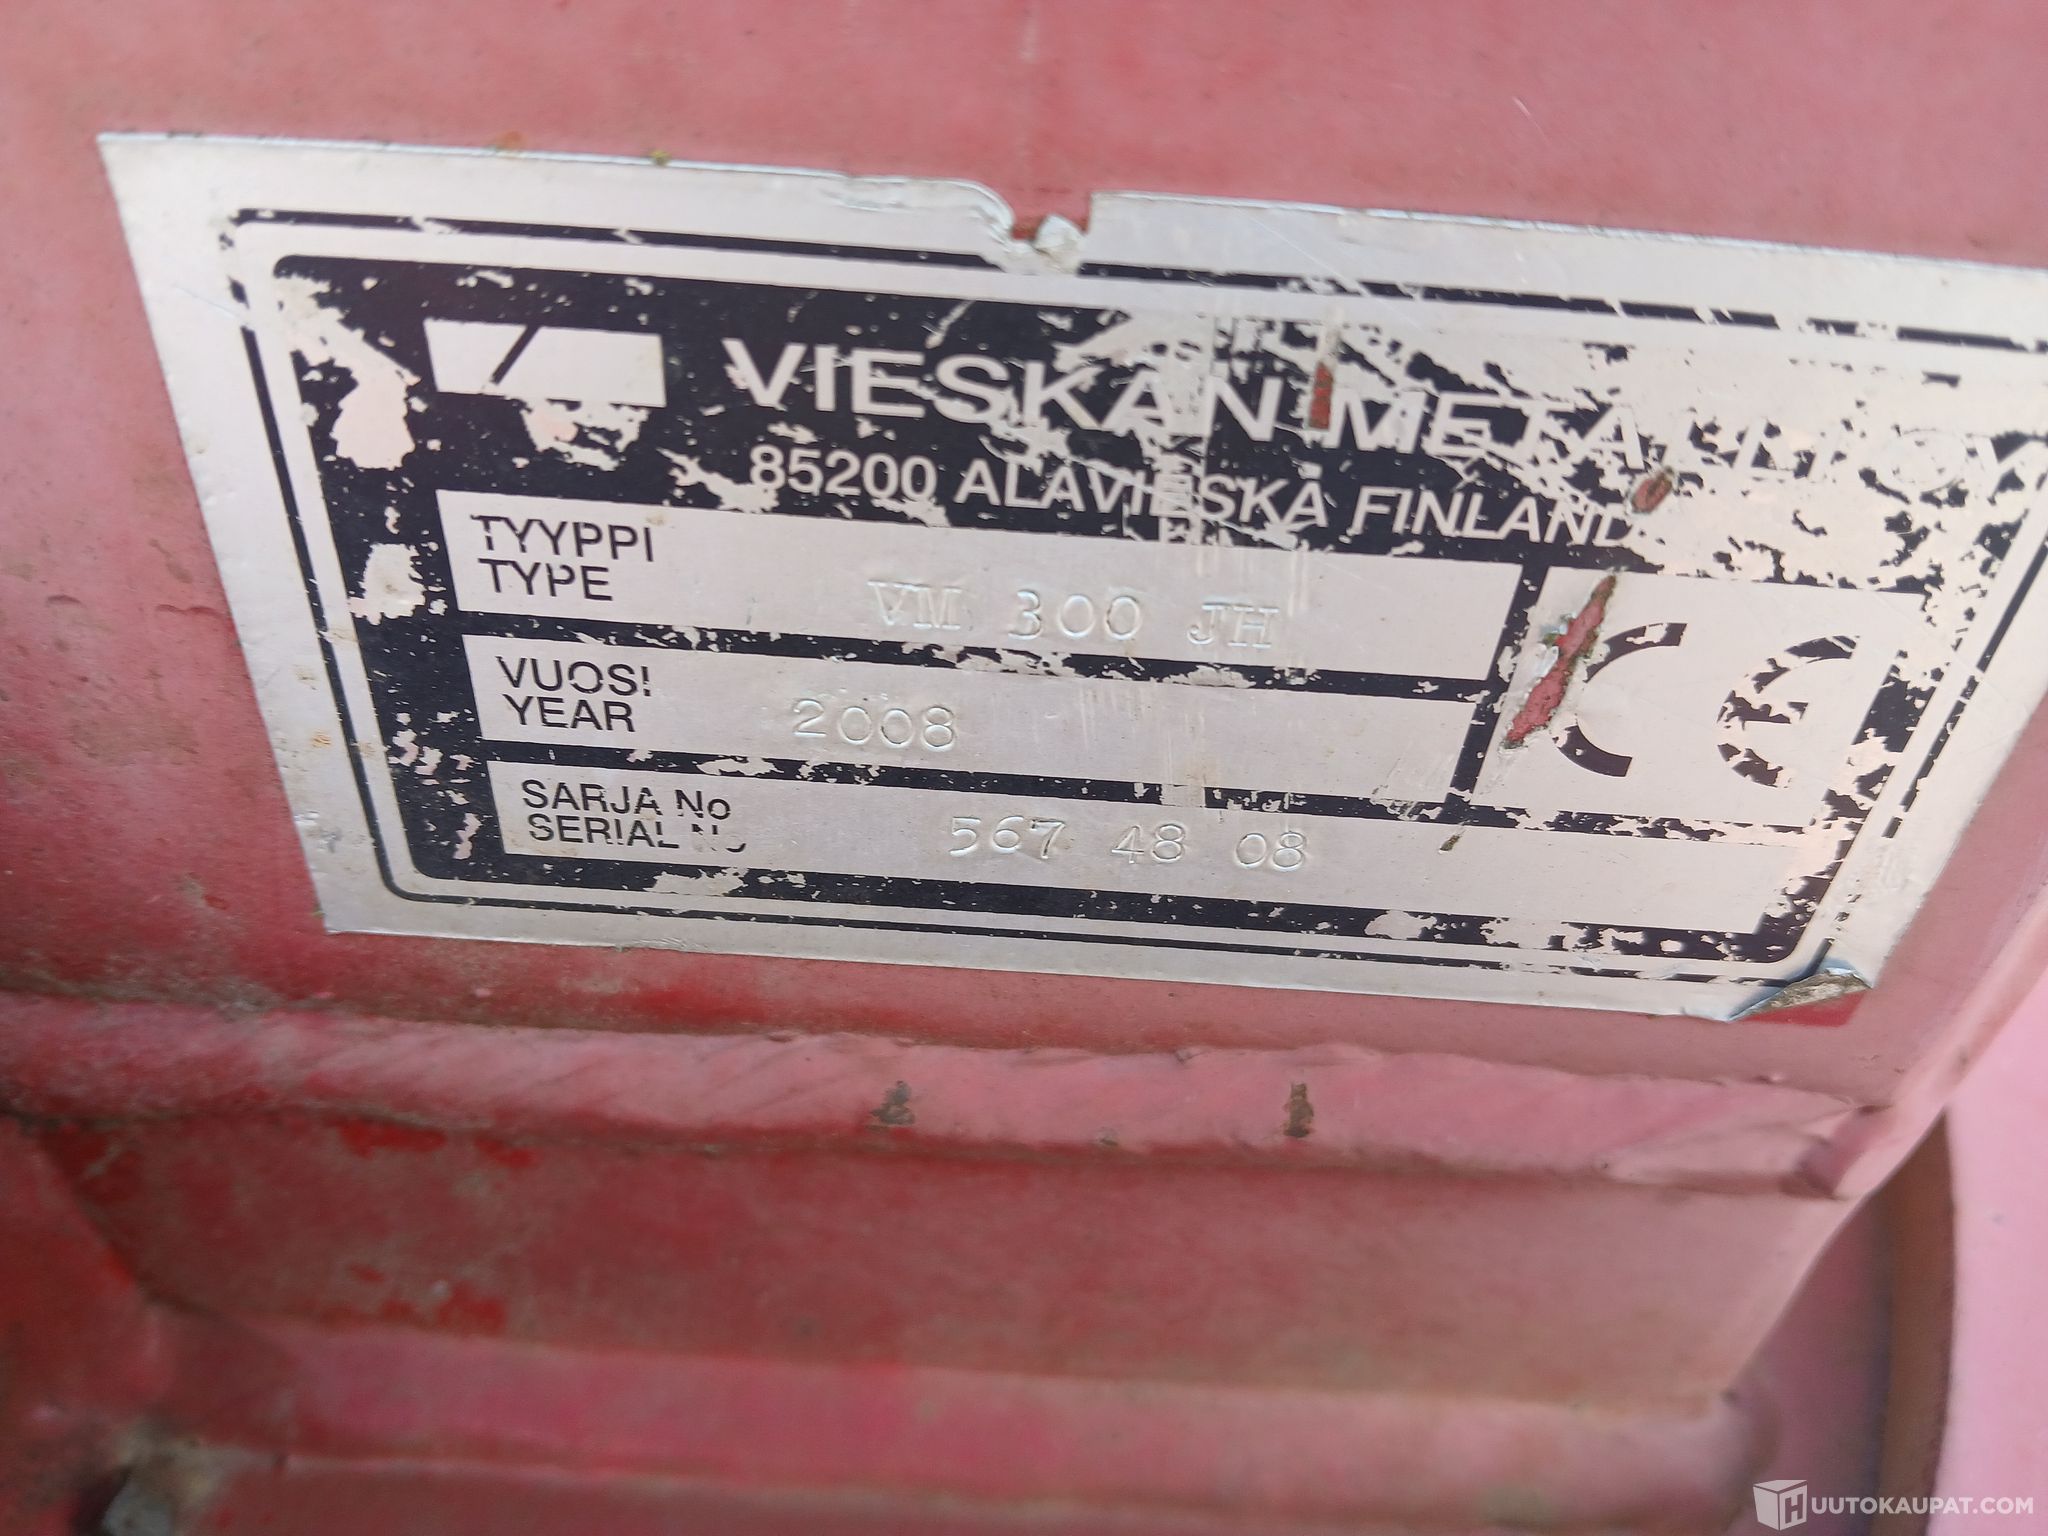 VIESKAN METALLI OY
85200 ALAVIESKA FINLAND
TYYPPI
TYPE
VM 300 JH
VUOSI
YEAR
2008
CE
SARJA No
SERIAL No
567 48 08
HUUTOKAUPAT.COM